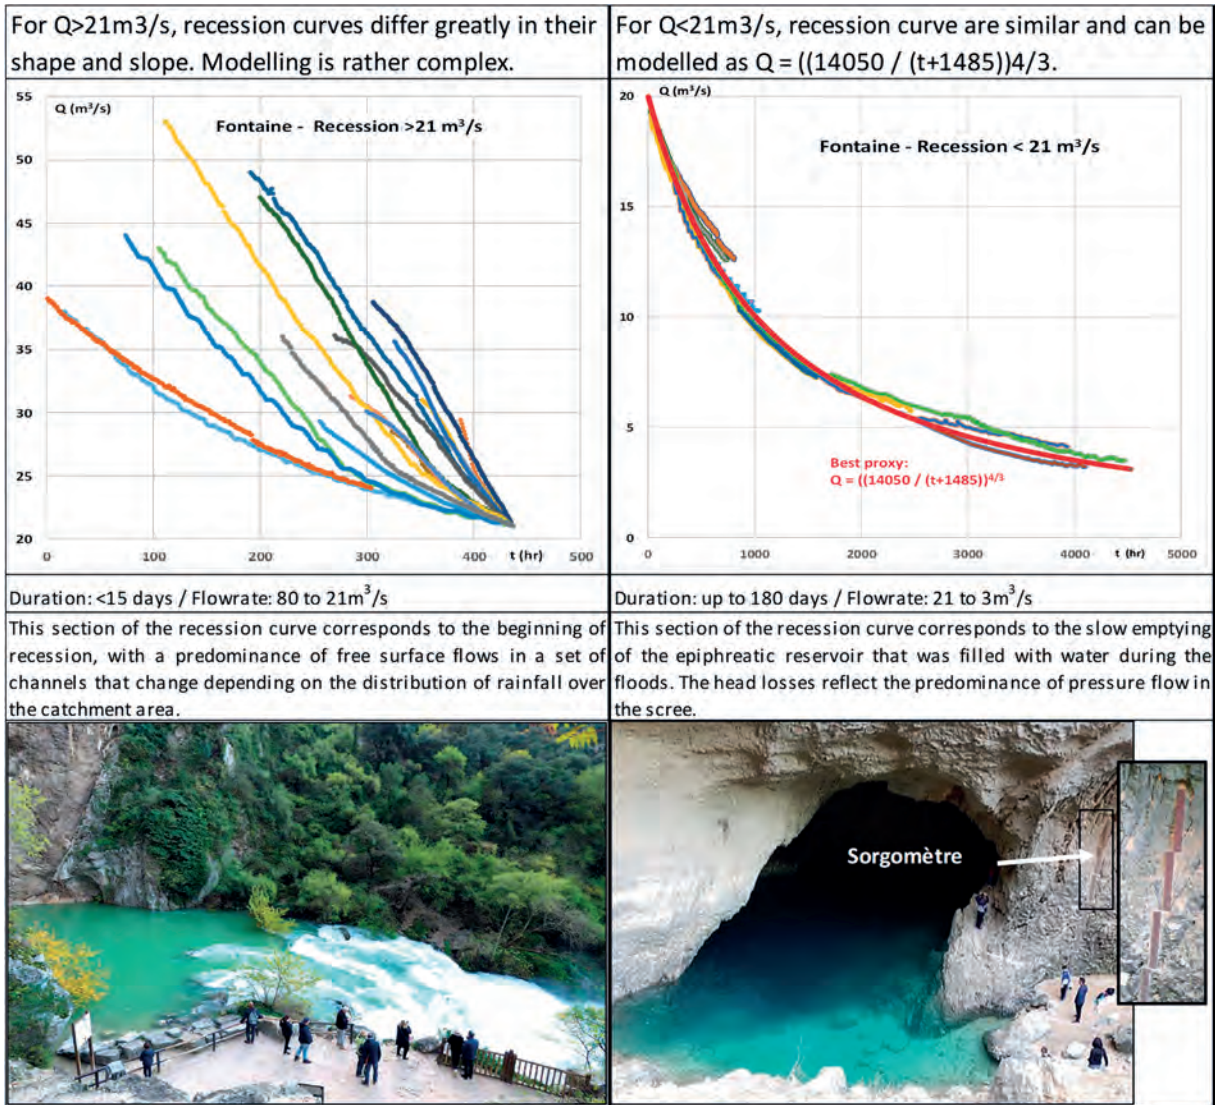 For Q>21m3/s, recession curves differ greatly in their
shape and slope. Modelling is rather complex.
For Q<21m3/s, recession curve are similar and can be
modelled as Q = ((14050 / (t+1485))4/3.
55
50
45
40
35
30
25
20
Q (m³/s)
Fontaine - Recession >21 m³/s
0
100
200
300
400
t (hr)
500
20
15
10
5
0
Q (m³/s)
Fontaine - Recession < 21 m³/s
Best proxy:
Q = ((14050 / (t+1485))⁴/³
0
1000
2000
3000
4000
t (hr)
5000
Duration: <15 days / Flowrate: 80 to 21m³/s
Duration: up to 180 days / Flowrate: 21 to 3m³/s
This section of the recession curve corresponds to the beginning of
recession, with a predominance of free surface flows in a set of
channels that change depending on the distribution of rainfall over
the catchment area.
This section of the recession curve corresponds to the slow emptying
of the epiphreatic reservoir that was filled with water during the
floods. The head losses reflect the predominance of pressure flow in
the scree.
Sorgomètre